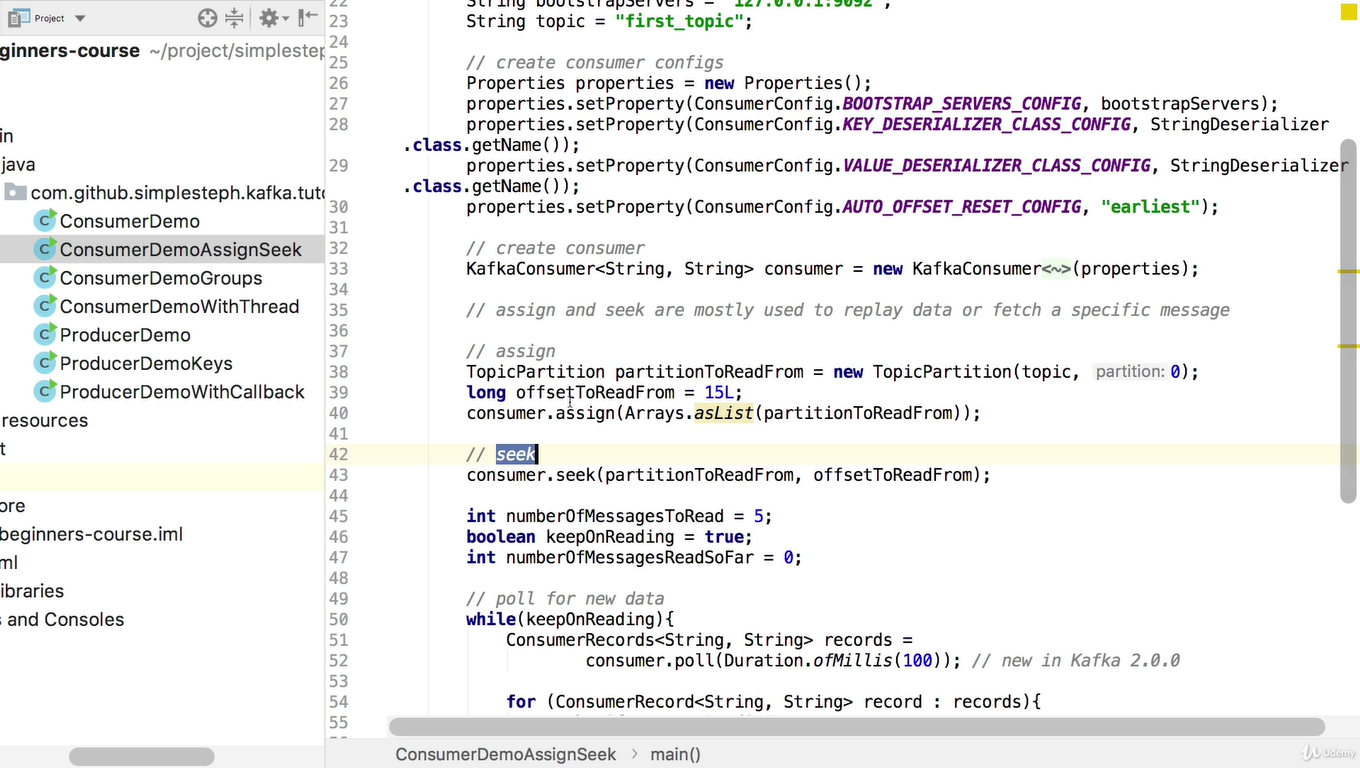 Project
ginners-course ~/project/simplestep
in
java
com.github.simplesteph.kafka.tuto
ConsumerDemo
ConsumerDemoAssignSeek
ConsumerDemoGroups
ConsumerDemoWithThread
ProducerDemo
ProducerDemoKeys
ProducerDemoWithCallback
resources
t
ore
beginners-course.iml
ml
ibraries
s and Consoles
22 String bootstrapServers = "127.0.0.1:9092";
23 String topic = "first_topic";
24
25 // create consumer configs
26 Properties properties = new Properties();
27 properties.setProperty(ConsumerConfig.BOOTSTRAP_SERVERS_CONFIG, bootstrapServers);
28 properties.setProperty(ConsumerConfig.KEY_DESERIALIZER_CLASS_CONFIG, StringDeserializer
.class.getName());
29 properties.setProperty(ConsumerConfig.VALUE_DESERIALIZER_CLASS_CONFIG, StringDeserializer
.class.getName());
30 properties.setProperty(ConsumerConfig.AUTO_OFFSET_RESET_CONFIG, "earliest");
31
32 // create consumer
33 KafkaConsumer<String, String> consumer = new KafkaConsumer<~>(properties);
34
35 // assign and seek are mostly used to replay data or fetch a specific message
36
37 // assign
38 TopicPartition partitionToReadFrom = new TopicPartition(topic, partition: 0);
39 long offsetToReadFrom = 15L;
40 consumer.assign(Arrays.asList(partitionToReadFrom));
41
42 // seek
43 consumer.seek(partitionToReadFrom, offsetToReadFrom);
44
45 int numberOfMessagesToRead = 5;
46 boolean keepOnReading = true;
47 int numberOfMessagesReadSoFar = 0;
48
49 // poll for new data
50 while(keepOnReading){
51 ConsumerRecords<String, String> records =
52 consumer.poll(Duration.ofMillis(100)); // new in Kafka 2.0.0
53
54 for (ConsumerRecord<String, String> record : records){
55
ConsumerDemoAssignSeek > main()
Udemy